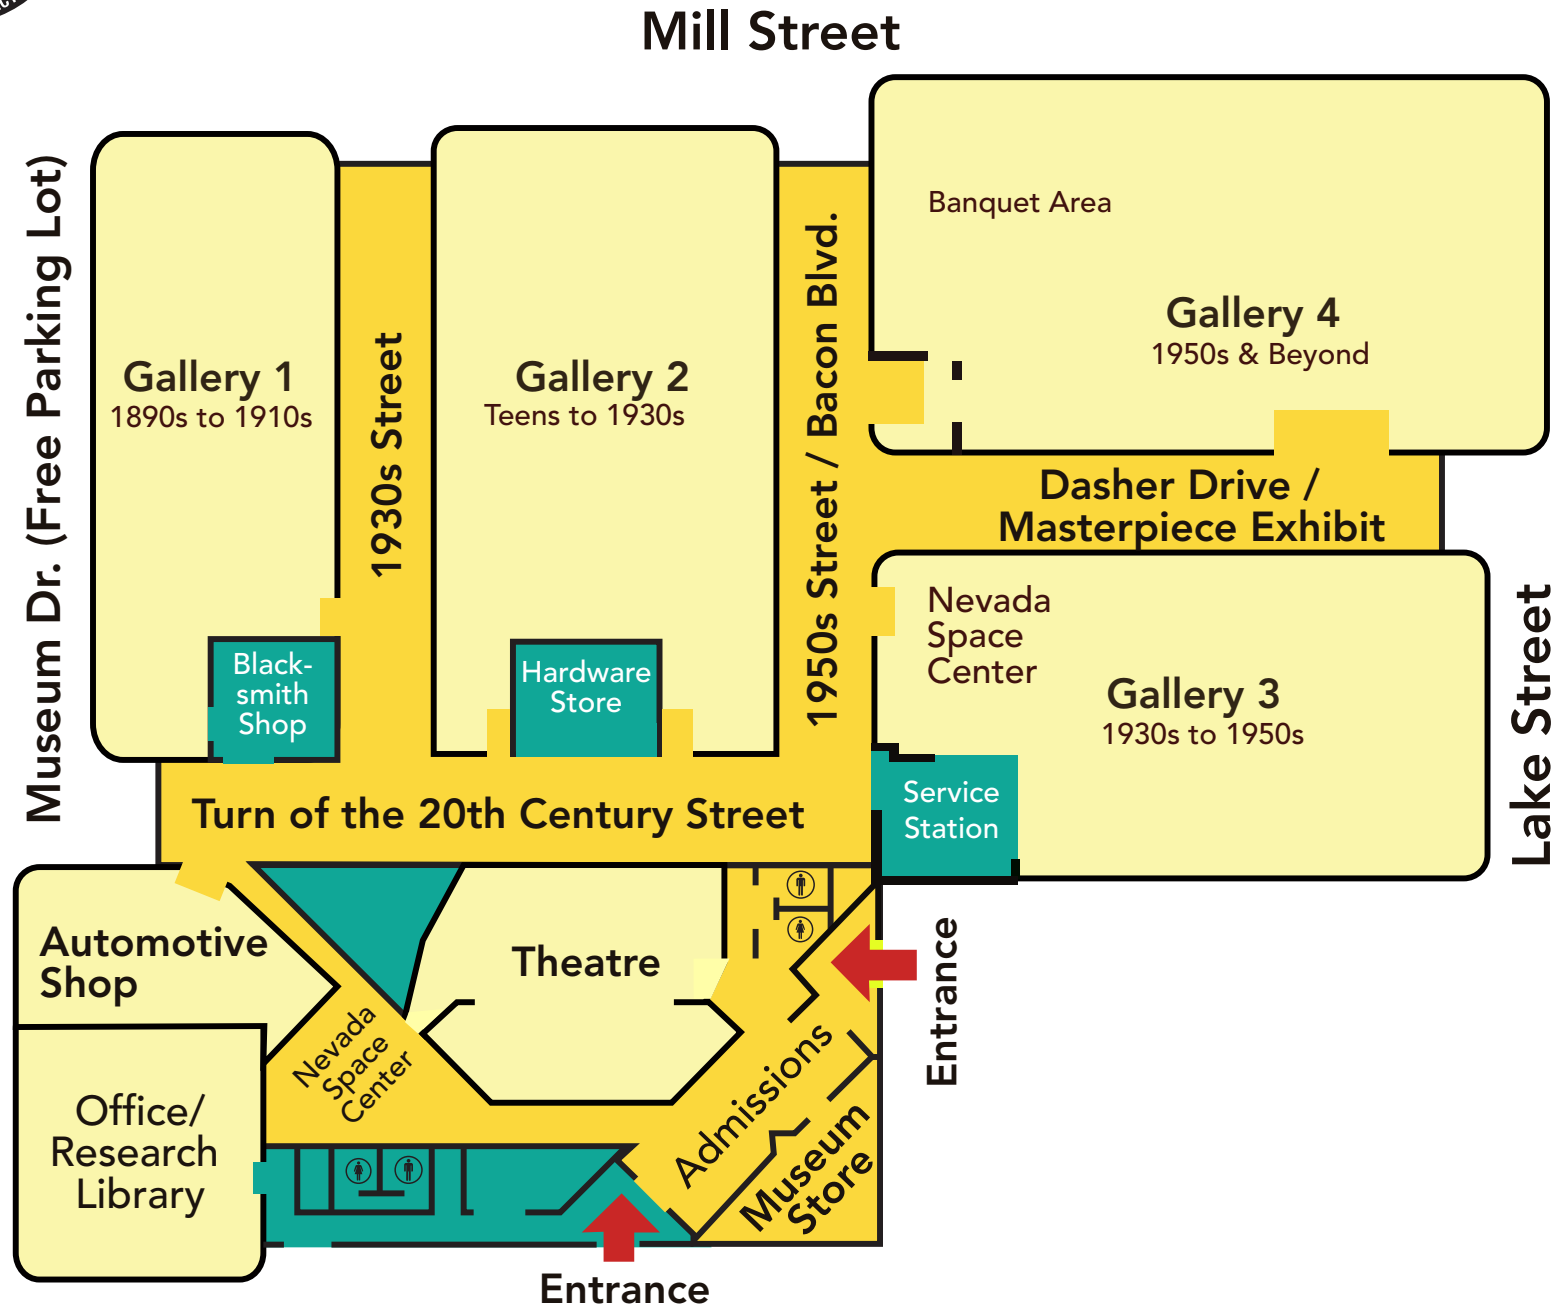 Mill Street
Museum Dr. (Free Parking Lot)
Gallery 1
1890s to 1910s
1930s Street
Gallery 2
Teens to 1930s
1950s Street / Bacon Blvd.
Banquet Area
Gallery 4
1950s & Beyond
Dasher Drive /
Masterpiece Exhibit
Nevada
Space
Center
Gallery 3
1930s to 1950s
Lake Street
Black-
smith
Shop
Hardware
Store
Service
Station
Turn of the 20th Century Street
Automotive
Shop
Theatre
Entrance
Nevada
Space
Center
Admissions
Museum
Store
Office/
Research
Library
Entrance